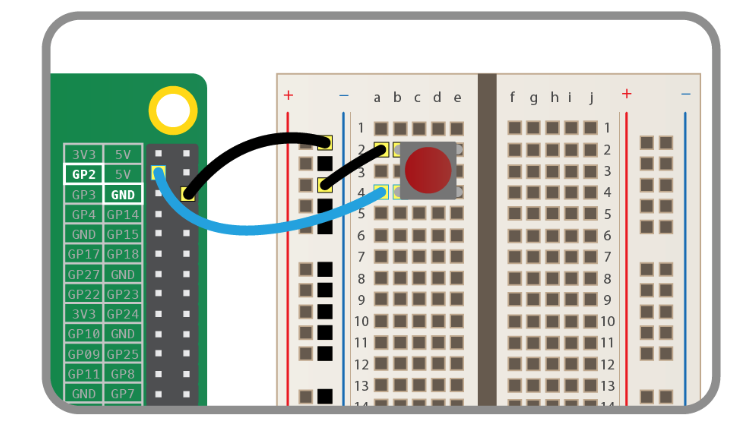 3V3 5V
GP2 5V
GP3 GND
GP4 GP14
GND GP15
GP17 GP18
GP27 GND
GP22 GP23
3V3 GP24
GP10 GND
GP09 GP25
GP11 GP8
GND GP7
+ − a b c d e f g h i j + −
1 1
2 2
3 3
4 4
5 5
6 6
7 7
8 8
9 9
10 10
11 11
12 12
13 13
14